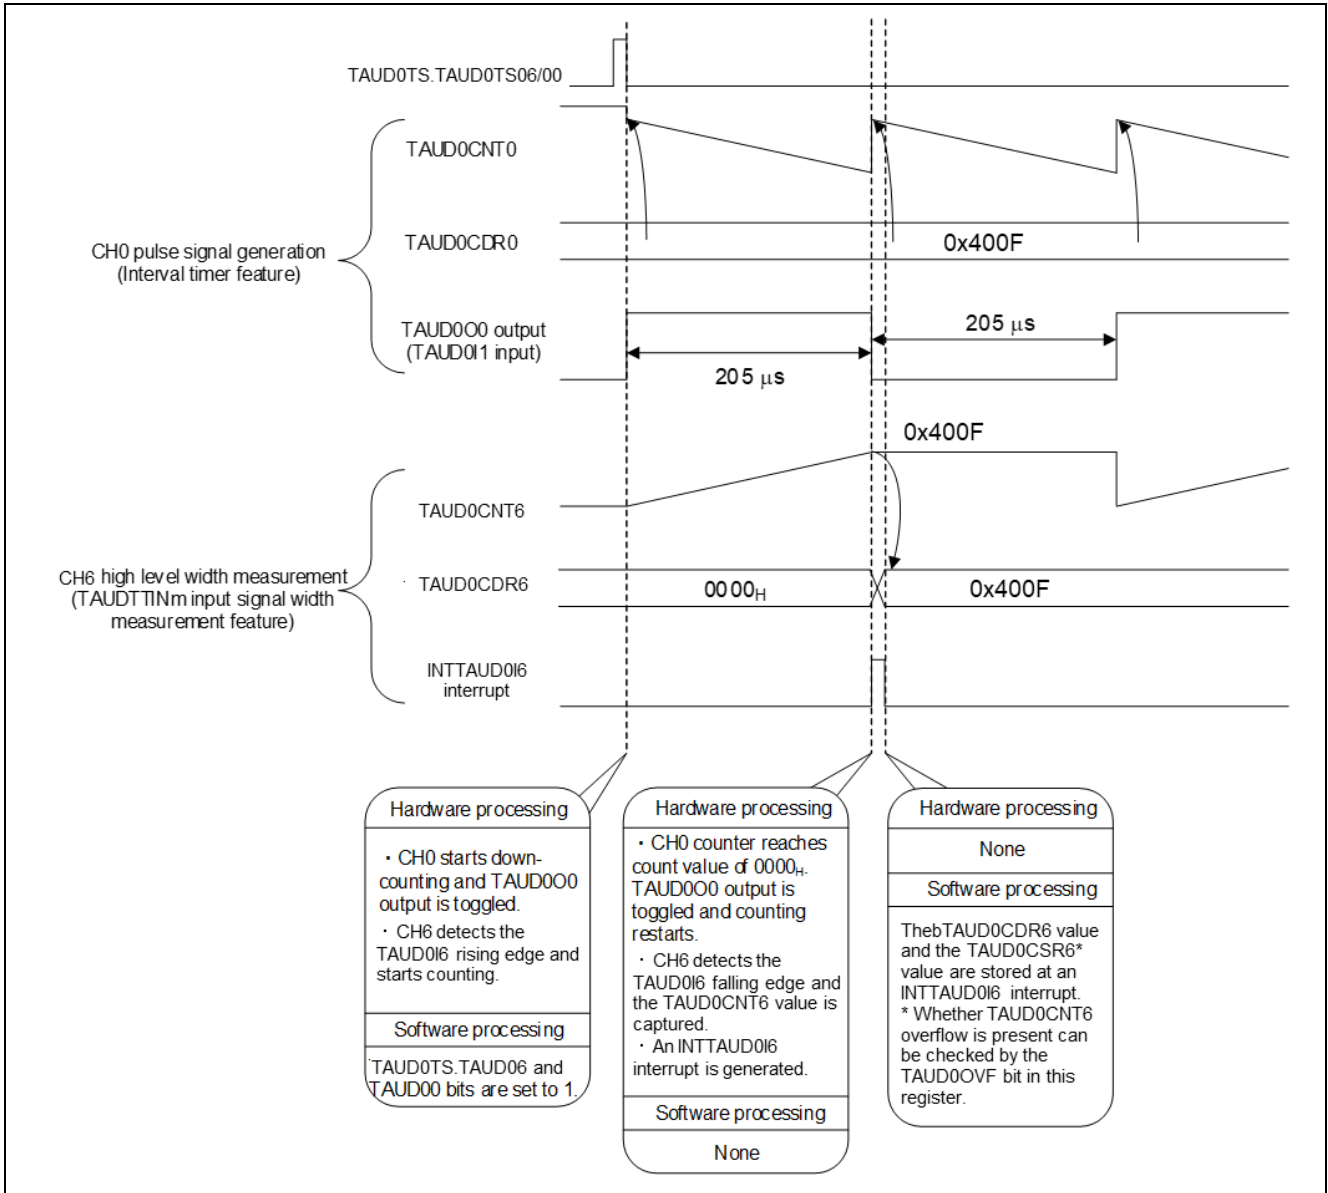 TAUD0TS.TAUD0TS06/00
TAUD0CNT0
TAUD0CDR0
0x400F
CH0 pulse signal generation
(Interval timer feature)
TAUD0O0 output
(TAUD0I1 input)
205 μs
205 μs
0x400F
TAUD0CNT6
CH6 high level width measurement
(TAUDTTINm input signal width
measurement feature)
TAUD0CDR6
0000H
0x400F
INTTAUD0I6
interrupt
Hardware processing
・CH0 starts down-
counting and TAUD0O0
output is toggled.
・CH6 detects the
TAUD0I6 rising edge and
starts counting.
Software processing
TAUD0TS.TAUD06 and
TAUD00 bits are set to 1.
Hardware processing
・CH0 counter reaches
count value of 0000H.
TAUD0O0 output is
toggled and counting
restarts.
・CH6 detects the
TAUD0I6 falling edge and
the TAUD0CNT6 value is
captured.
・An INTTAUD0I6
interrupt is generated.
Software processing
None
Hardware processing
None
Software processing
ThebTAUD0CDR6 value
and the TAUD0CSR6*
value are stored at an
INTTAUD0I6 interrupt.
* Whether TAUD0CNT6
overflow is present can
be checked by the
TAUD0OVF bit in this
register.